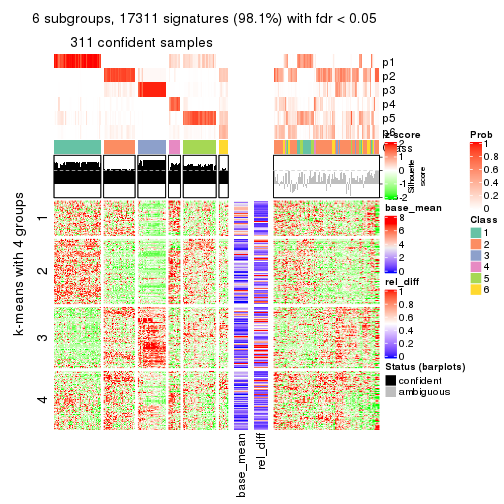 6 subgroups, 17311 signatures (98.1%) with fdr < 0.05
311 confident samples
p1
p2
p3
p4
p5
p6
Class
z-score
2
0
-2
Silhouette
score
base_mean
8
6
4
2
0
rel_diff
1
0.8
0.6
0.4
0.2
0
Status (barplots)
confident
ambiguous
Prob
1
0.8
0.6
0.4
0.2
0
Class
1
2
3
4
5
6
k-means with 4 groups
1
2
3
4
base_mean
rel_diff